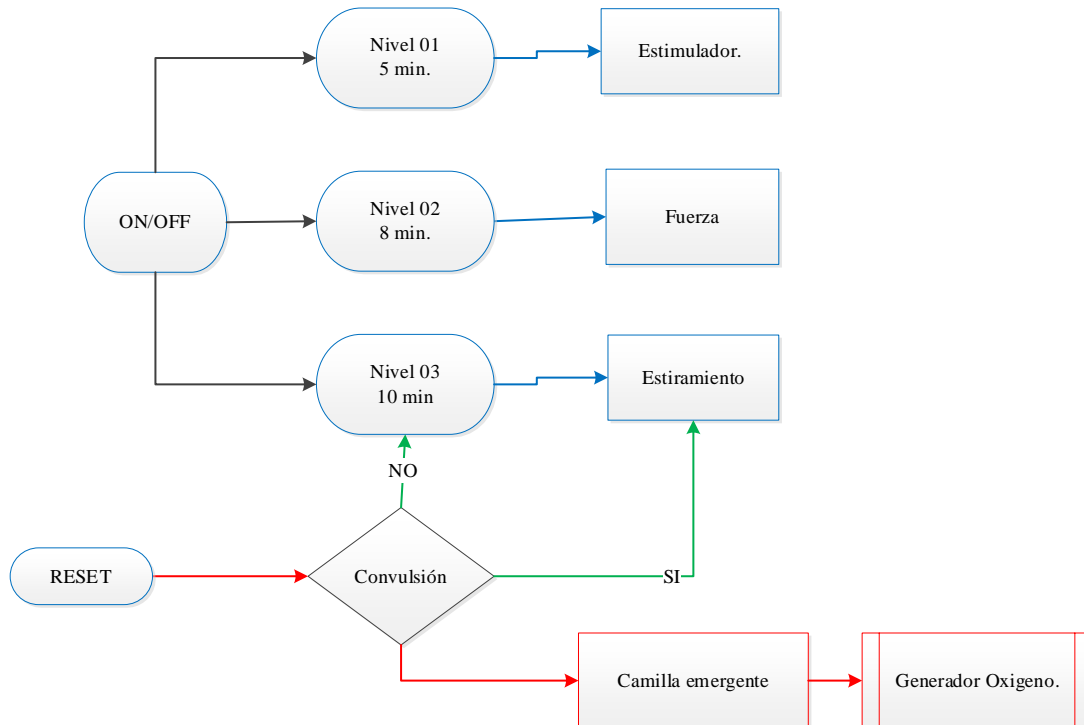 Nivel 01
5 min.
Estimulador.
ON/OFF
Nivel 02
8 min.
Fuerza
Nivel 03
10 min
Estiramiento
NO
RESET
Convulsión
SI
Camilla emergente
Generador Oxigeno.